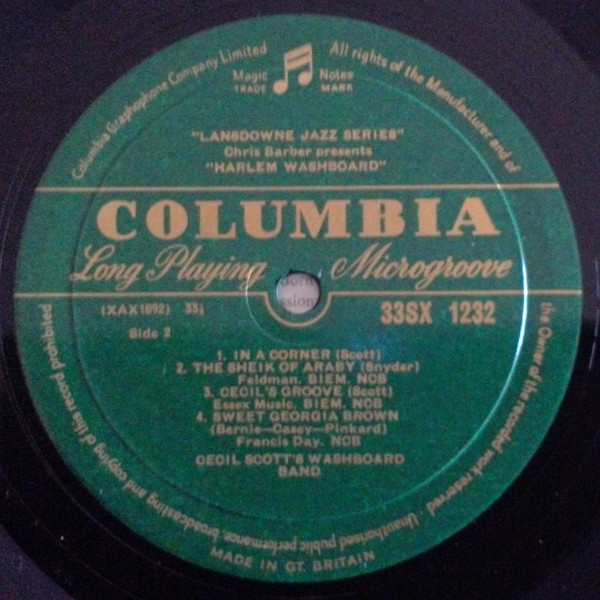 Columbia Graphophone Company Limited
All rights of the Manufacturer and of
Magic Notes
TRADE MARK
"LANSDOWNE JAZZ SERIES"
Chris Barber presents
"HARLEM WASHBOARD"
COLUMBIA
Long Playing Microgroove
(XAX1692) 33⅓
33SX 1232
Side 2
1. IN A CORNER (Scott)
2. THE SHEIK OF ARABY (Snyder)
Feldman. BIEM. NCB
3. CECIL'S GROOVE (Scott)
Essex Music. BIEM. NCB
4. SWEET GEORGIA BROWN
(Bernie—Casey—Pinkard)
Francis Day. NCB
CECIL SCOTT'S WASHBOARD
BAND
the Owner of the recorded work reserved · Unauthorised public performance, broadcasting and copying of this record prohibited
MADE IN GT. BRITAIN